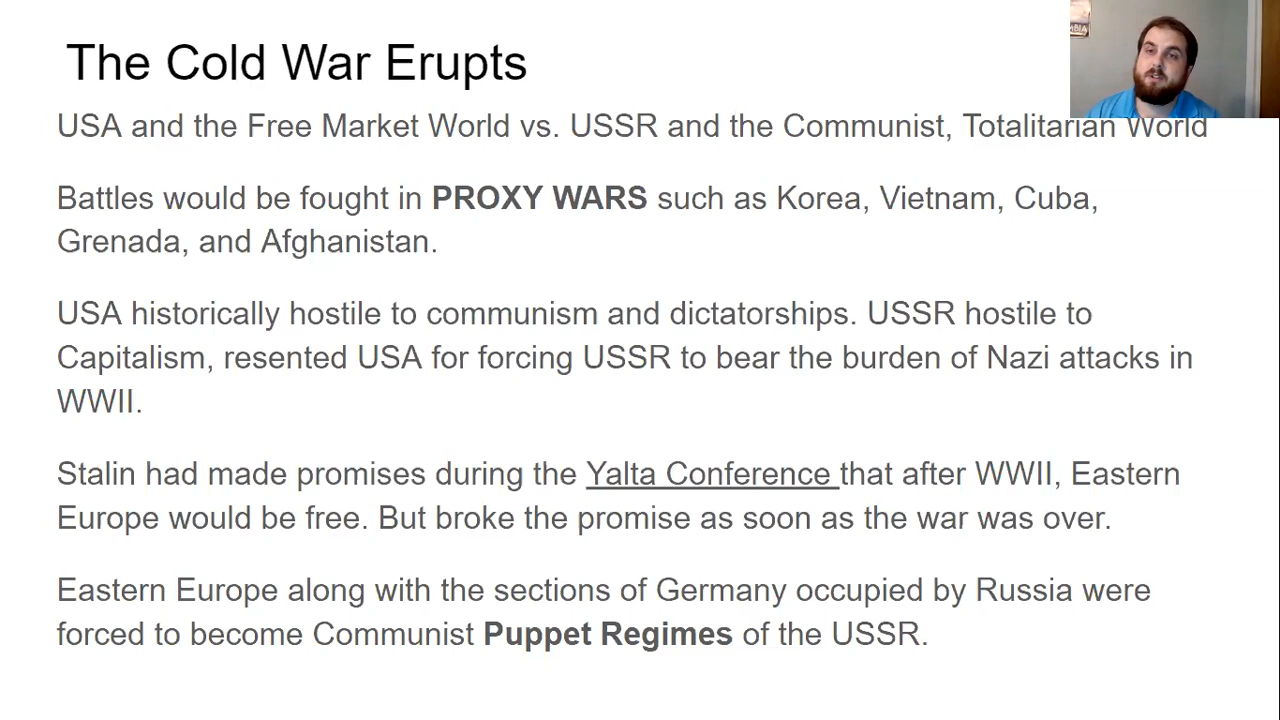 The Cold War Erupts
USA and the Free Market World vs. USSR and the Communist, Totalitarian World
Battles would be fought in PROXY WARS such as Korea, Vietnam, Cuba,
Grenada, and Afghanistan.
USA historically hostile to communism and dictatorships. USSR hostile to
Capitalism, resented USA for forcing USSR to bear the burden of Nazi attacks in
WWII.
Stalin had made promises during the Yalta Conference that after WWII, Eastern
Europe would be free. But broke the promise as soon as the war was over.
Eastern Europe along with the sections of Germany occupied by Russia were
forced to become Communist Puppet Regimes of the USSR.